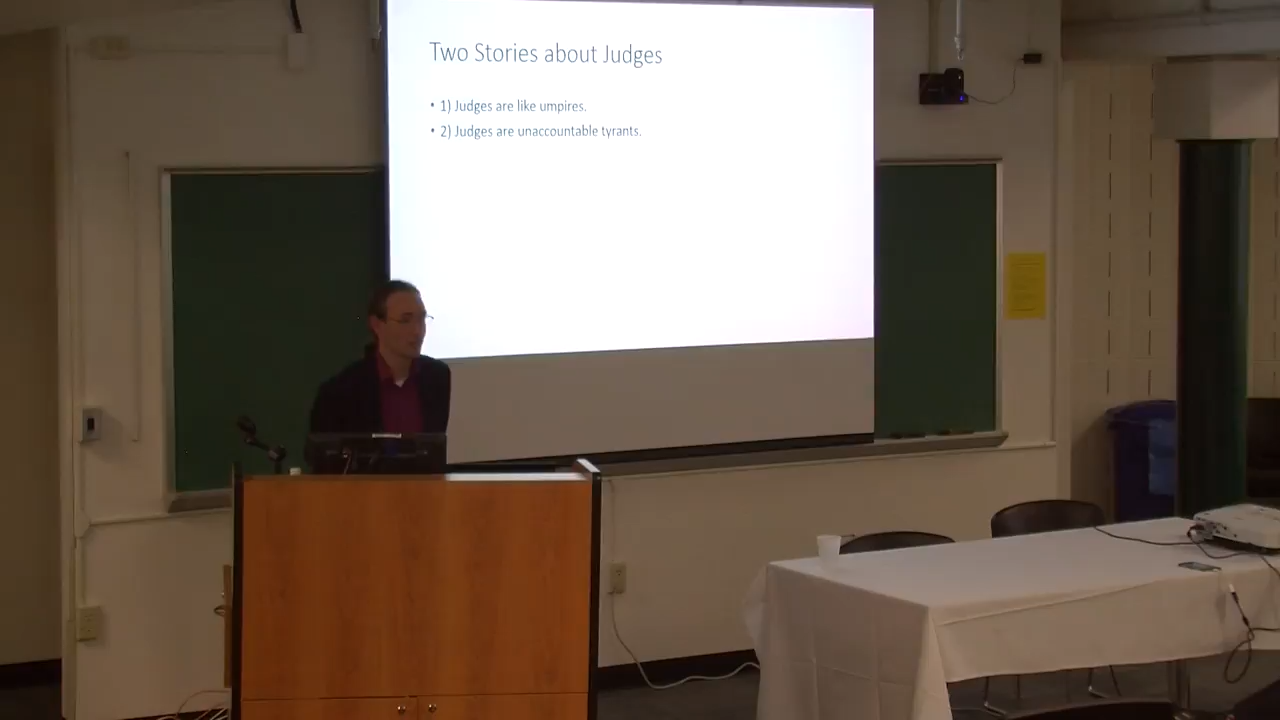 Two Stories about Judges
• 1) Judges are like umpires.
• 2) Judges are unaccountable tyrants.